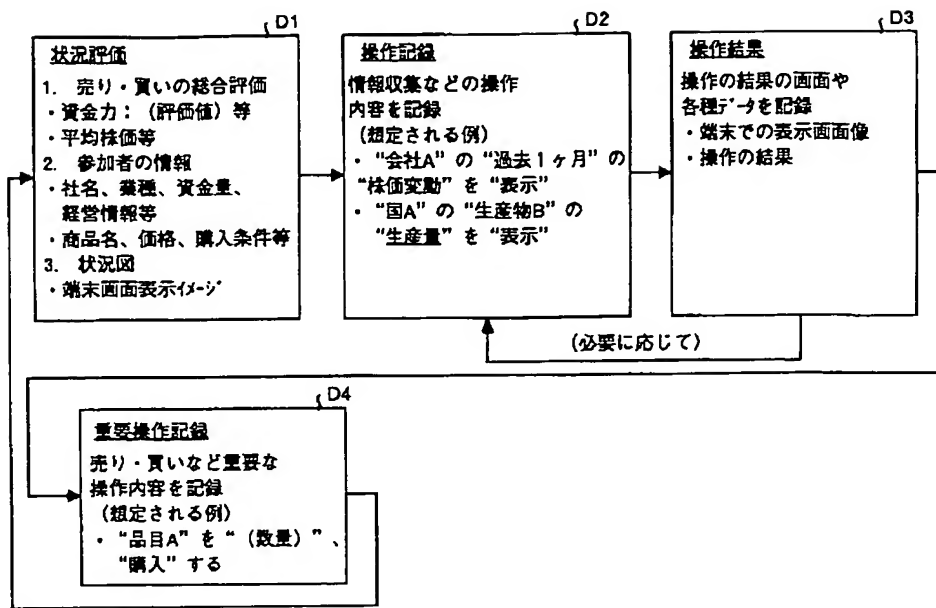 D1
状況評価
1. 売り・買いの総合評価
・資金力：（評価値）等
・平均株価等
2. 参加者の情報
・社名、業種、資金量、
経営情報等
・商品名、価格、購入条件等
3. 状況図
・端末画面表示イメージ
D2
操作記録
情報収集などの操作
内容を記録
（想定される例）
・“会社A”の“過去1ヶ月”の
“株価変動”を“表示”
・“国A”の“生産物B”の
“生産量”を“表示”
D3
操作結果
操作の結果の画面や
各種データを記録
・端末での表示画面像
・操作の結果
（必要に応じて）
D4
重要操作記録
売り・買いなど重要な
操作内容を記録
（想定される例）
・“品目A”を“（数量）”、
“購入”する